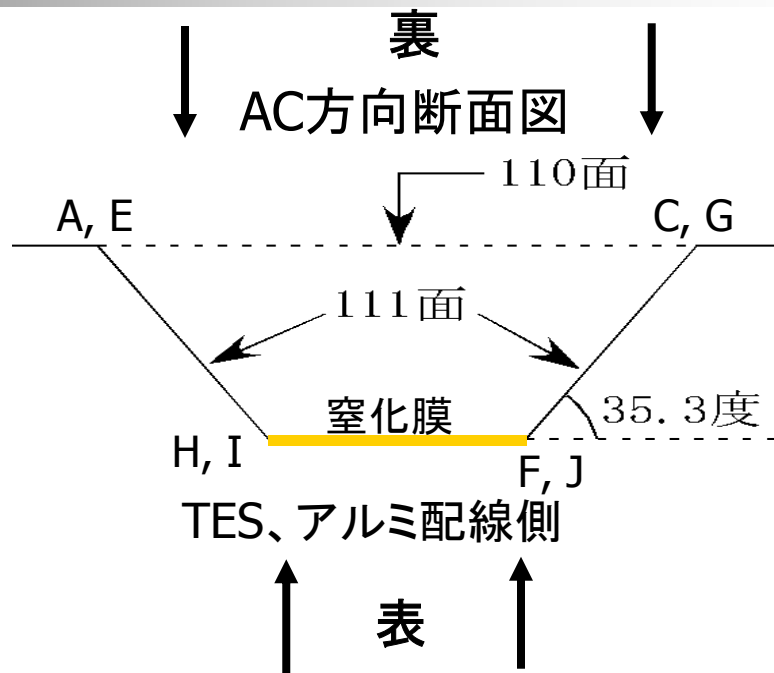 裏
AC方向断面図
110面
A, E
C, G
111面
窒化膜
35.3度
H, I
F, J
TES、アルミ配線側
表